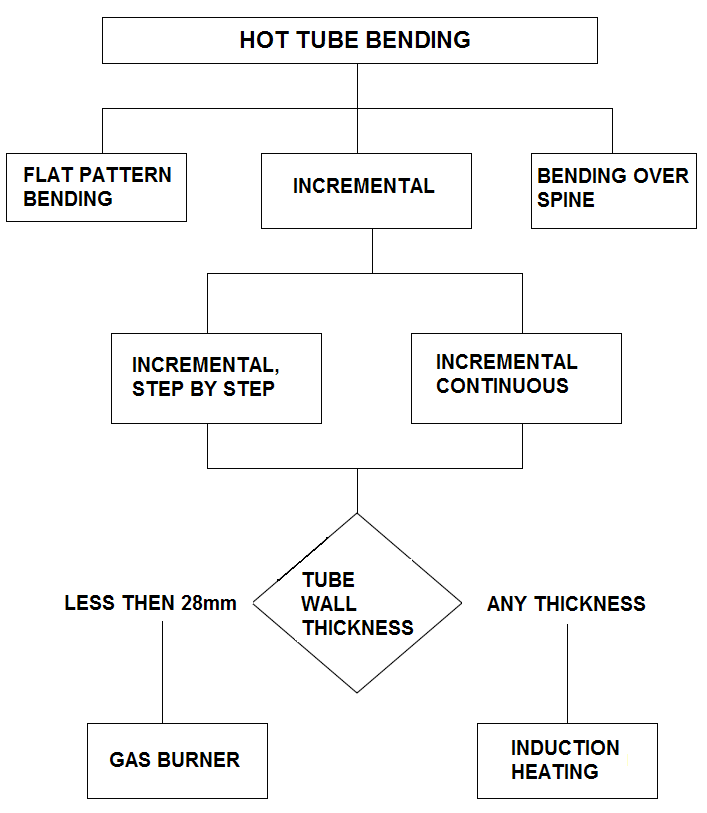 HOT TUBE BENDING
FLAT PATTERN
BENDING
INCREMENTAL
BENDING OVER
SPINE
INCREMENTAL,
STEP BY STEP
INCREMENTAL
CONTINUOUS
LESS THEN 28mm
TUBE
WALL
THICKNESS
ANY THICKNESS
GAS BURNER
INDUCTION
HEATING